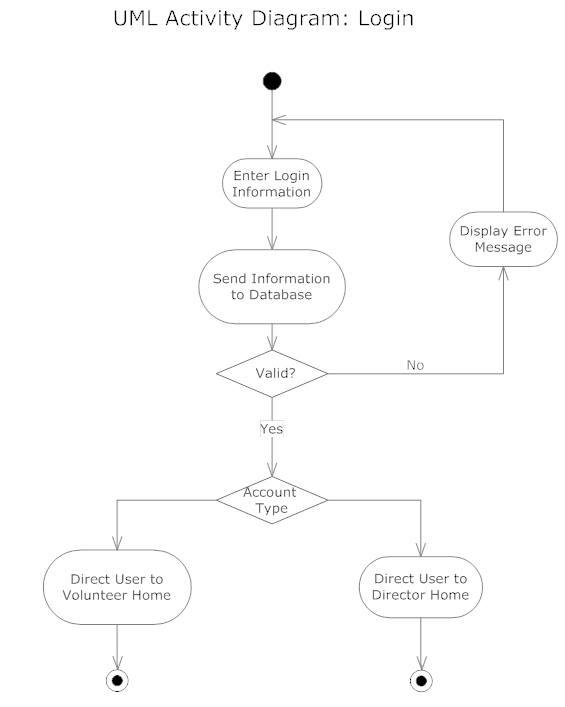 UML Activity Diagram: Login
Enter Login
Information
Display Error
Message
Send Information
to Database
Valid?
No
Yes
Account
Type
Direct User to
Volunteer Home
Direct User to
Director Home